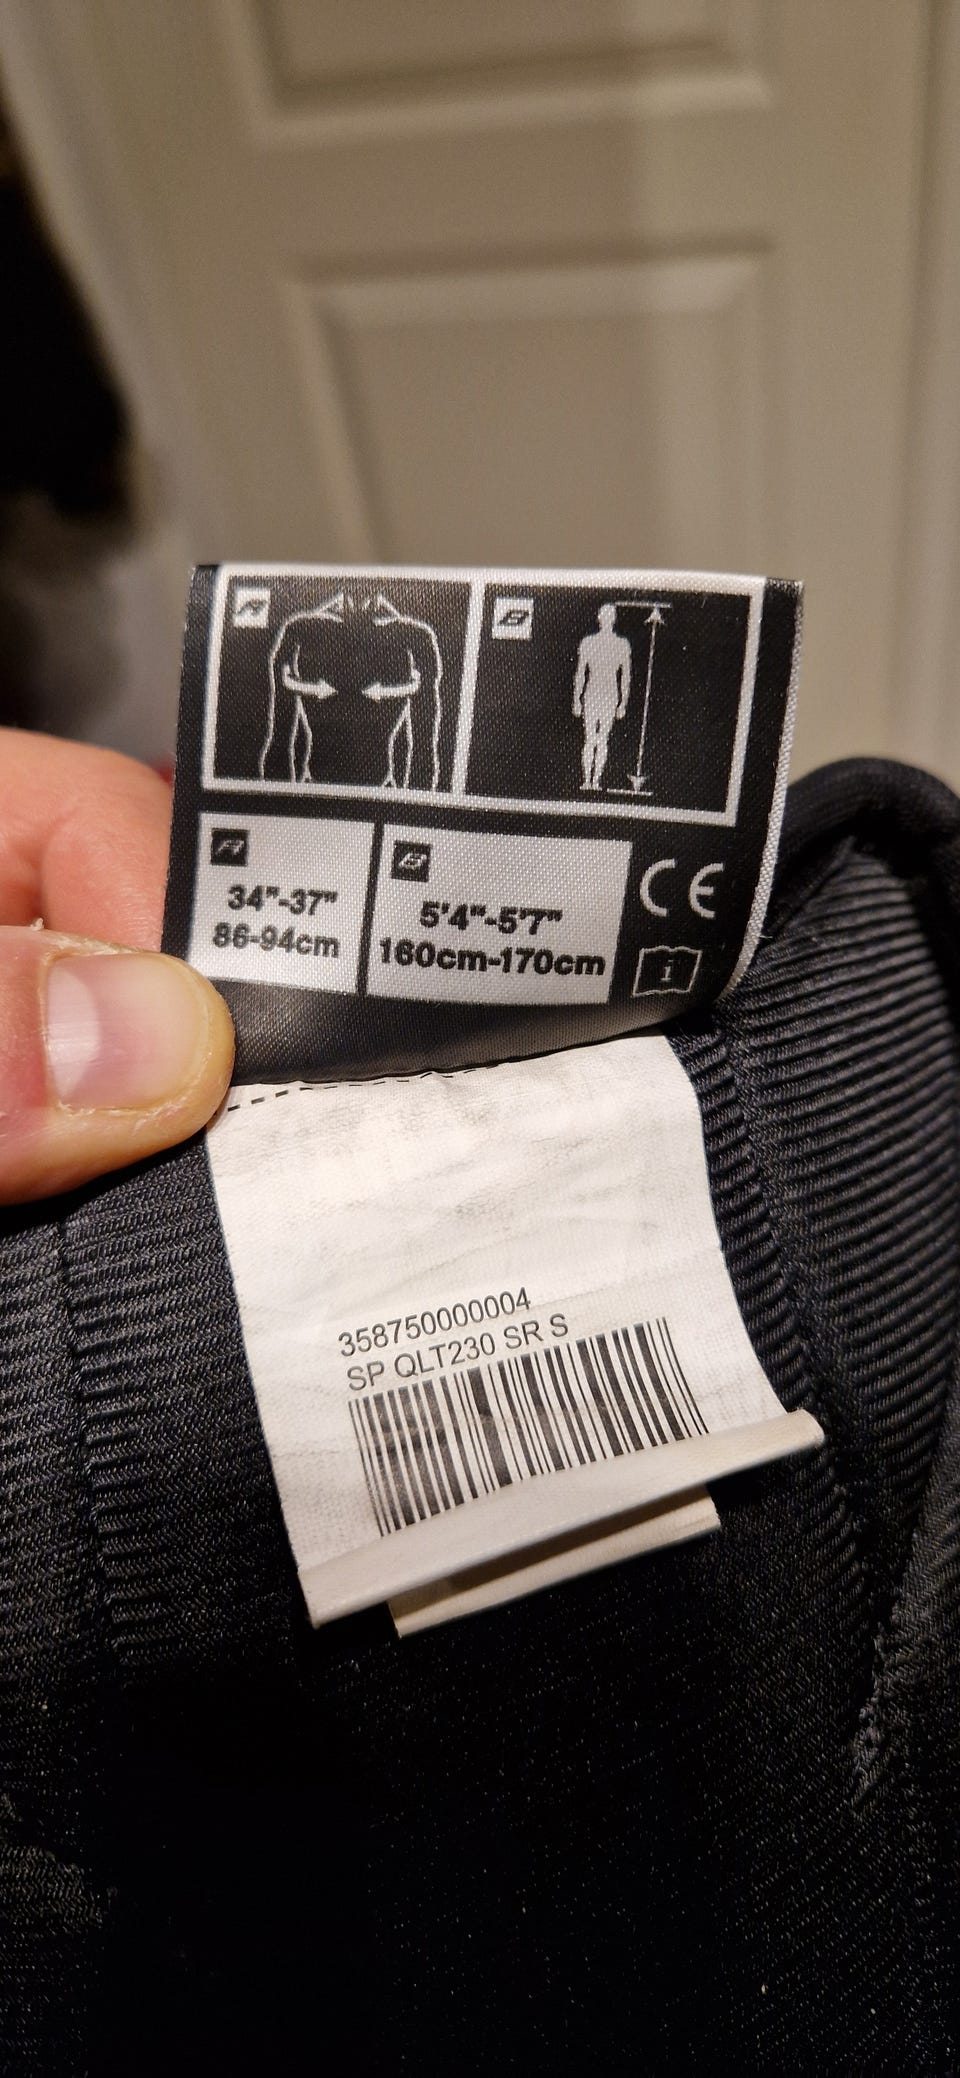 A
B
A
34"-37"
86-94cm
B
5'4"-5'7"
160cm-170cm
CE
i
358750000004
SP QLT230 SR S